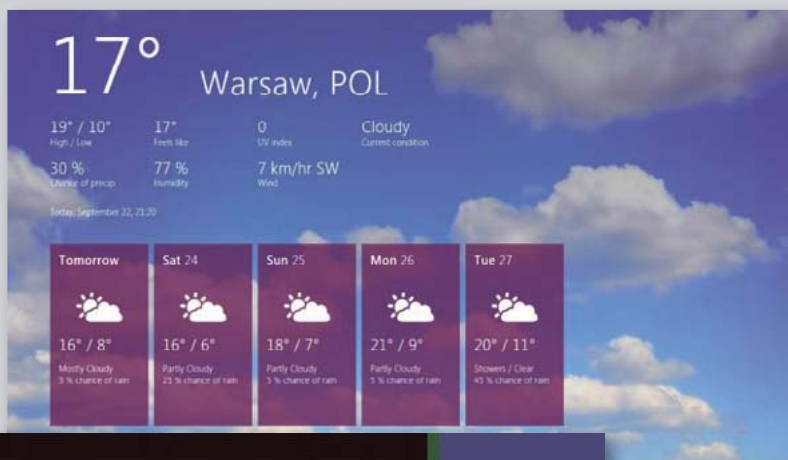 17°
Warsaw, POL
19° / 10°
High / Low
17°
Feels like
0
UV index
Cloudy
Current condition
30 %
Chance of precip.
77 %
Humidity
7 km/hr SW
Wind
Today, September 22, 21:20
Tomorrow
16° / 8°
Mostly Cloudy
5 % chance of rain
Sat 24
16° / 6°
Partly Cloudy
23 % chance of rain
Sun 25
18° / 7°
Partly Cloudy
5 % chance of rain
Mon 26
21° / 9°
Partly Cloudy
5 % chance of rain
Tue 27
20° / 11°
Showers / Clear
45 % chance of rain